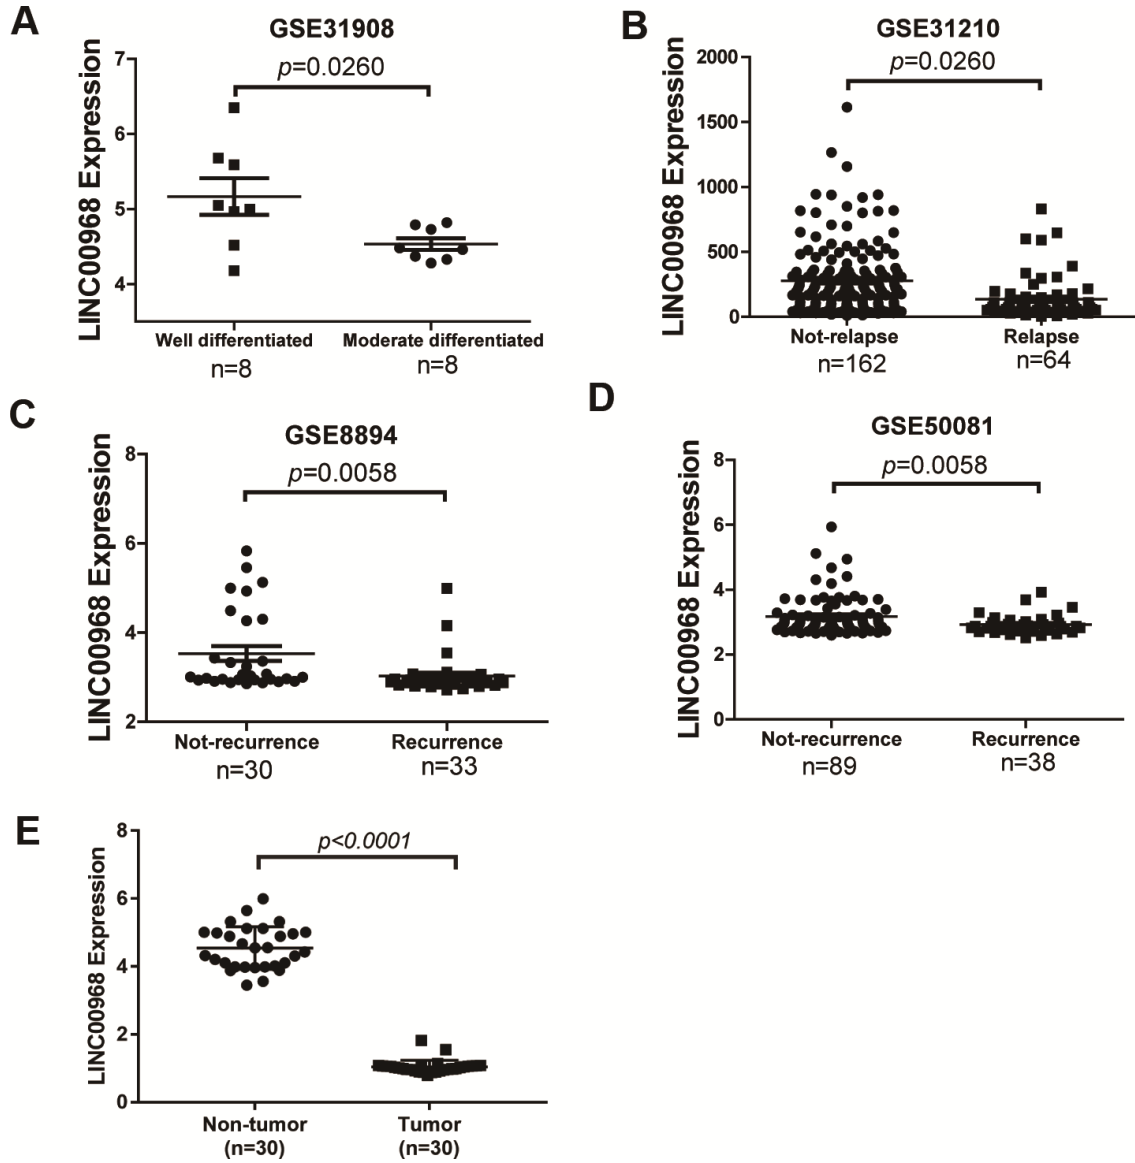 A
GSE31908
p=0.0260
LINC00968 Expression
7
6
5
4
Well differentiated
Moderate differentiated
n=8
n=8
B
GSE31210
p=0.0260
LINC00968 Expression
2000
1500
1000
500
0
Not-relapse
Relapse
n=162
n=64
C
GSE8894
p=0.0058
LINC00968 Expression
8
6
4
2
Not-recurrence
Recurrence
n=30
n=33
D
GSE50081
p=0.0058
LINC00968 Expression
8
6
4
2
0
Not-recurrence
Recurrence
n=89
n=38
E
p<0.0001
LINC00968 Expression
8
6
4
2
0
Non-tumor
Tumor
(n=30)
(n=30)